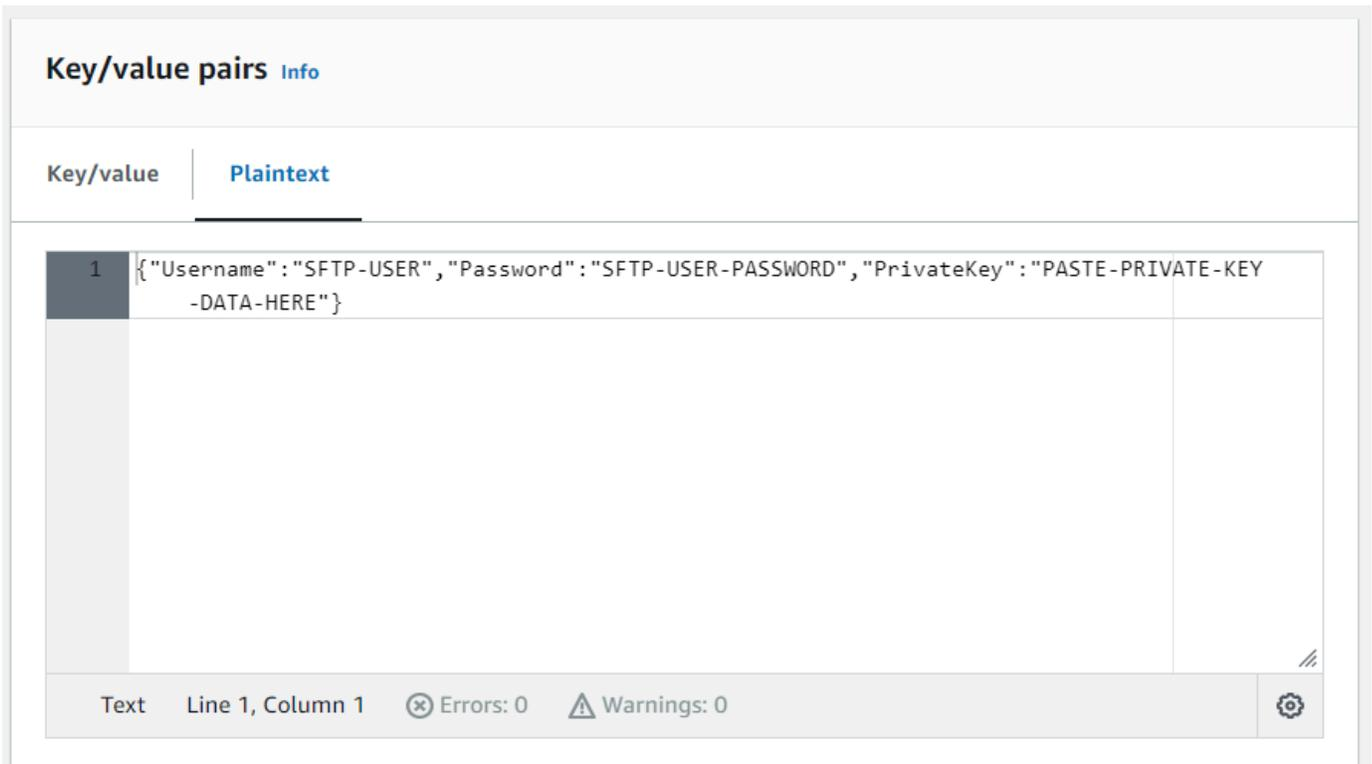 Key/value pairs Info
Key/value Plaintext
1 {"Username":"SFTP-USER","Password":"SFTP-USER-PASSWORD","PrivateKey":"PASTE-PRIVATE-KEY
-DATA-HERE"}
Text Line 1, Column 1 Errors: 0 Warnings: 0